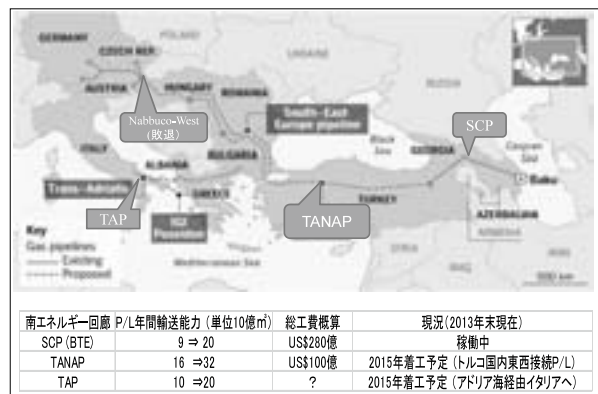 GERMANY
CZECH REP.
POLAND
UKRAINE
RUSSIA
AUSTRIA
HUNGARY
ROMANIA
Nabbuco-West
(敗退)
South-East
Europe pipeline
SCP
ITALY
BULGARIA
Black
Sea
GEORGIA
Caspian
Sea
ALBANIA
Trans-Adriatic
GREECE
Baku
TAP
TANAP
TURKEY
AZERBAIJAN
ARMENIA
Key
Gas pipelines
Existing
Proposed
Mediterranean Sea
SYRIA
IRAQ
IRAN
500 km
南エネルギー回廊 P/L年間輸送能力 (単位10億㎥) 総工費概算 現況(2013年末現在)
SCP(BTE) 9 ⇒ 20 US$280億 稼働中
TANAP 16 ⇒32 US$100億 2015年着工予定(トルコ国内東西接続P/L)
TAP 10 ⇒20 ? 2015年着工予定(アドリア海経由イタリアへ)